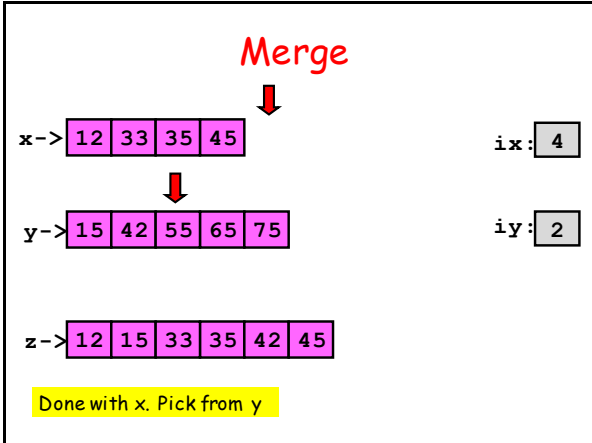 Merge
x-> 12 33 35 45 ix: 4
y-> 15 42 55 65 75 iy: 2
z-> 12 15 33 35 42 45
Done with x. Pick from y